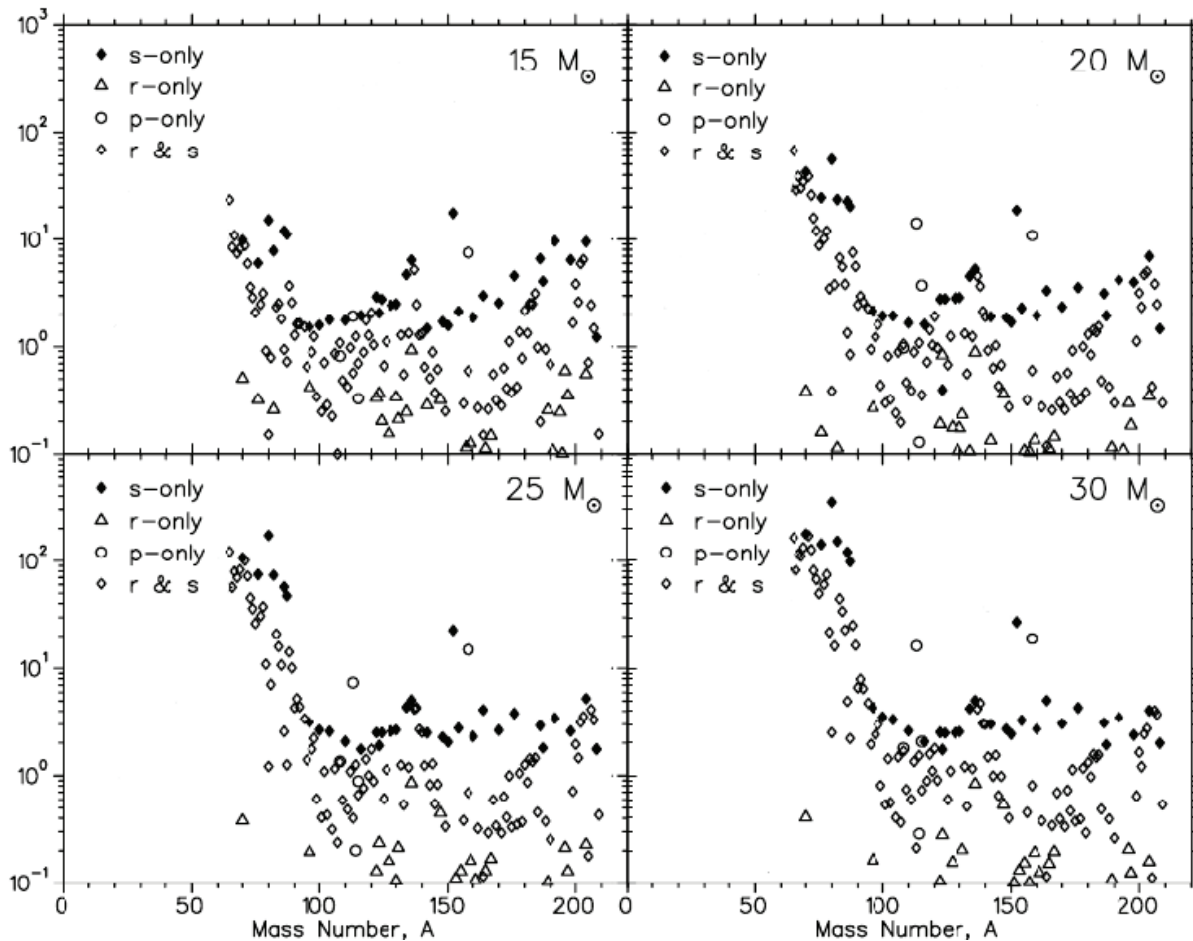 10³
10²
10¹
10⁰
10⁻¹
15 M⊙
◆ s-only
△ r-only
○ p-only
◇ r & s
20 M⊙
◆ s-only
△ r-only
○ p-only
◇ r & s
10²
10¹
10⁰
10⁻¹
25 M⊙
◆ s-only
△ r-only
○ p-only
◇ r & s
30 M⊙
◆ s-only
△ r-only
○ p-only
◇ r & s
0 50 100 150 200 0 50 100 150 200
Mass Number, A Mass Number, A